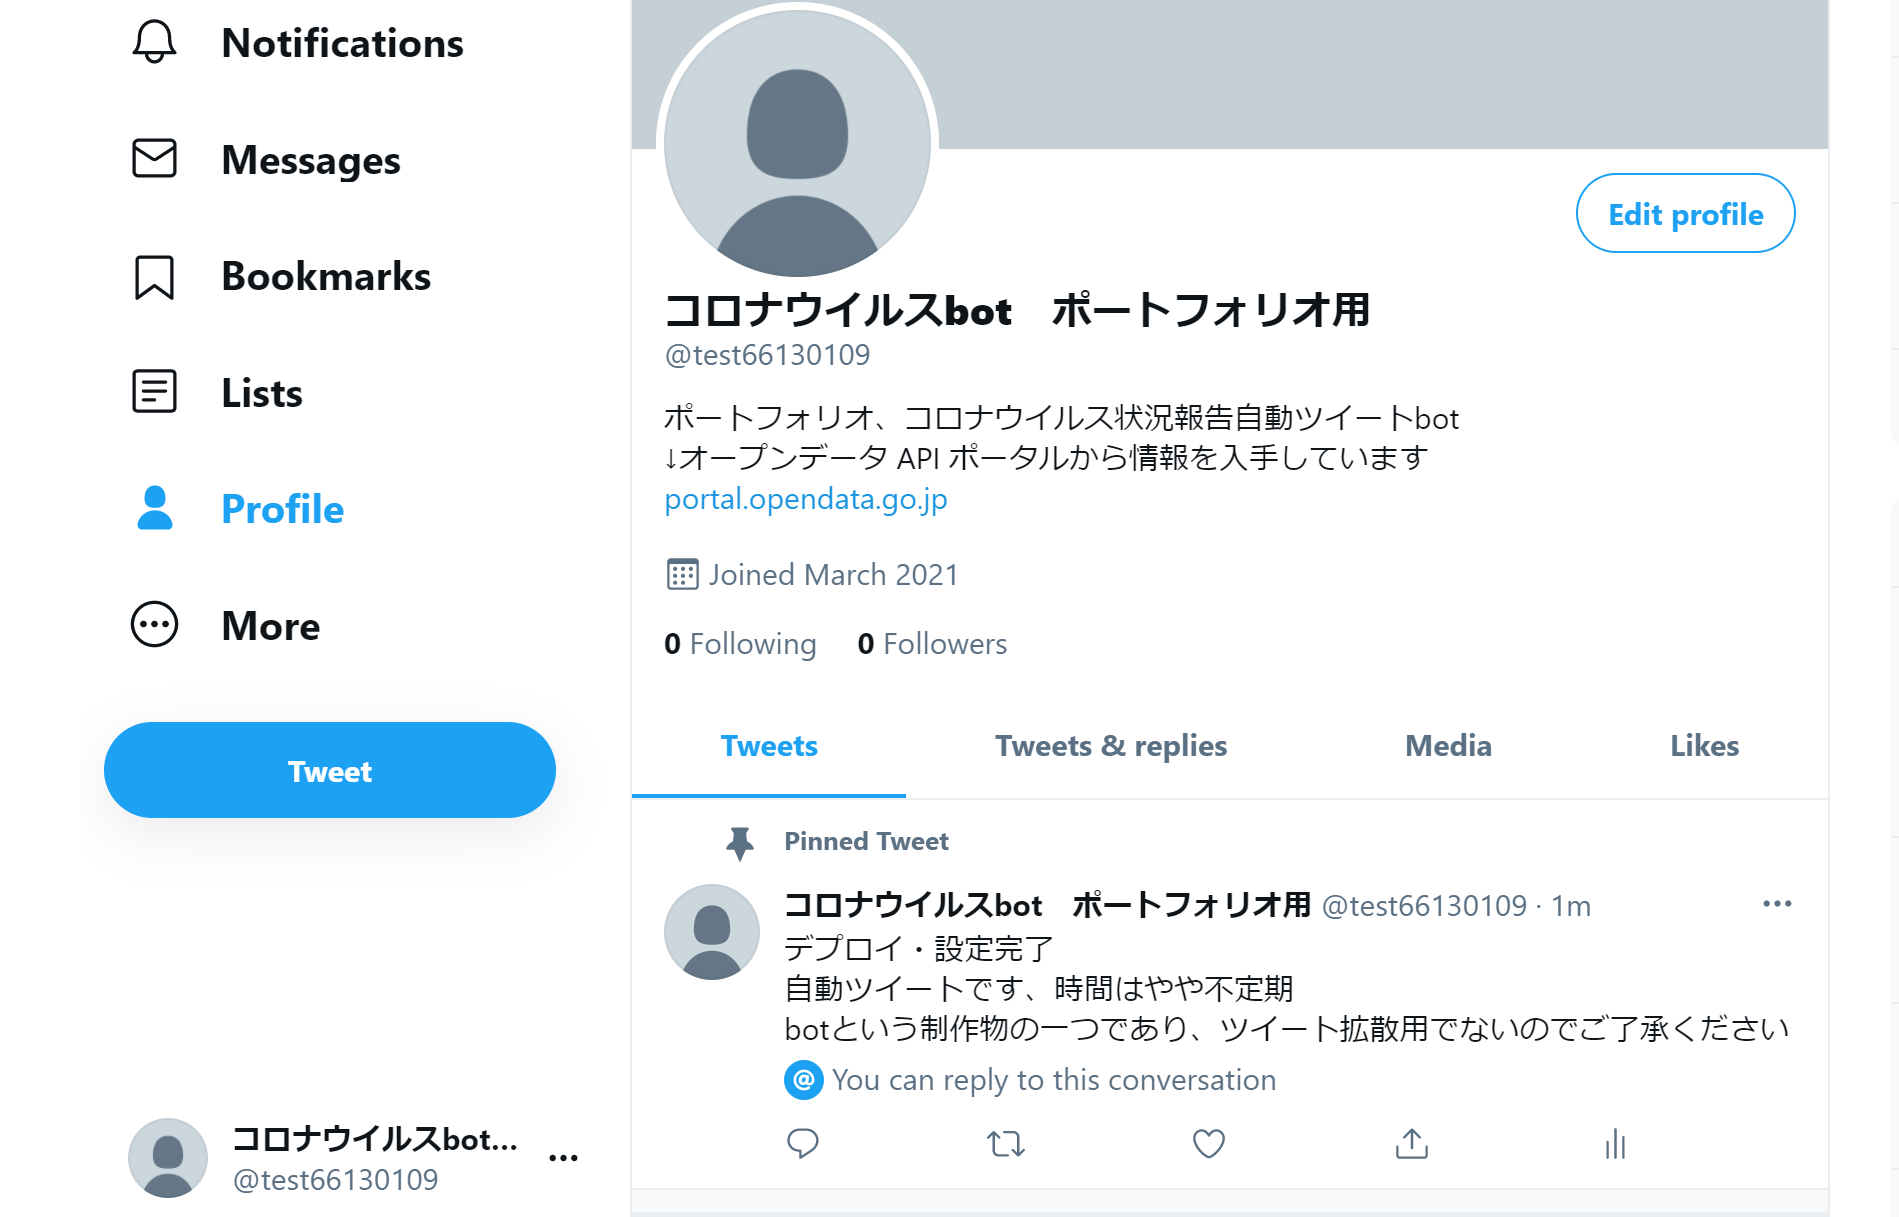 Notifications
Messages
Bookmarks
Lists
Profile
More
Tweet
コロナウイルスbot...
@test66130109
Edit profile
コロナウイルスbot　ポートフォリオ用
@test66130109
ポートフォリオ、コロナウイルス状況報告自動ツイートbot
↓オープンデータ API ポータルから情報を入手しています
portal.opendata.go.jp
Joined March 2021
0 Following 0 Followers
Tweets Tweets & replies Media Likes
Pinned Tweet
コロナウイルスbot　ポートフォリオ用 @test66130109 · 1m
デプロイ・設定完了
自動ツイートです、時間はやや不定期
botという制作物の一つであり、ツイート拡散用でないのでご了承ください
@ You can reply to this conversation